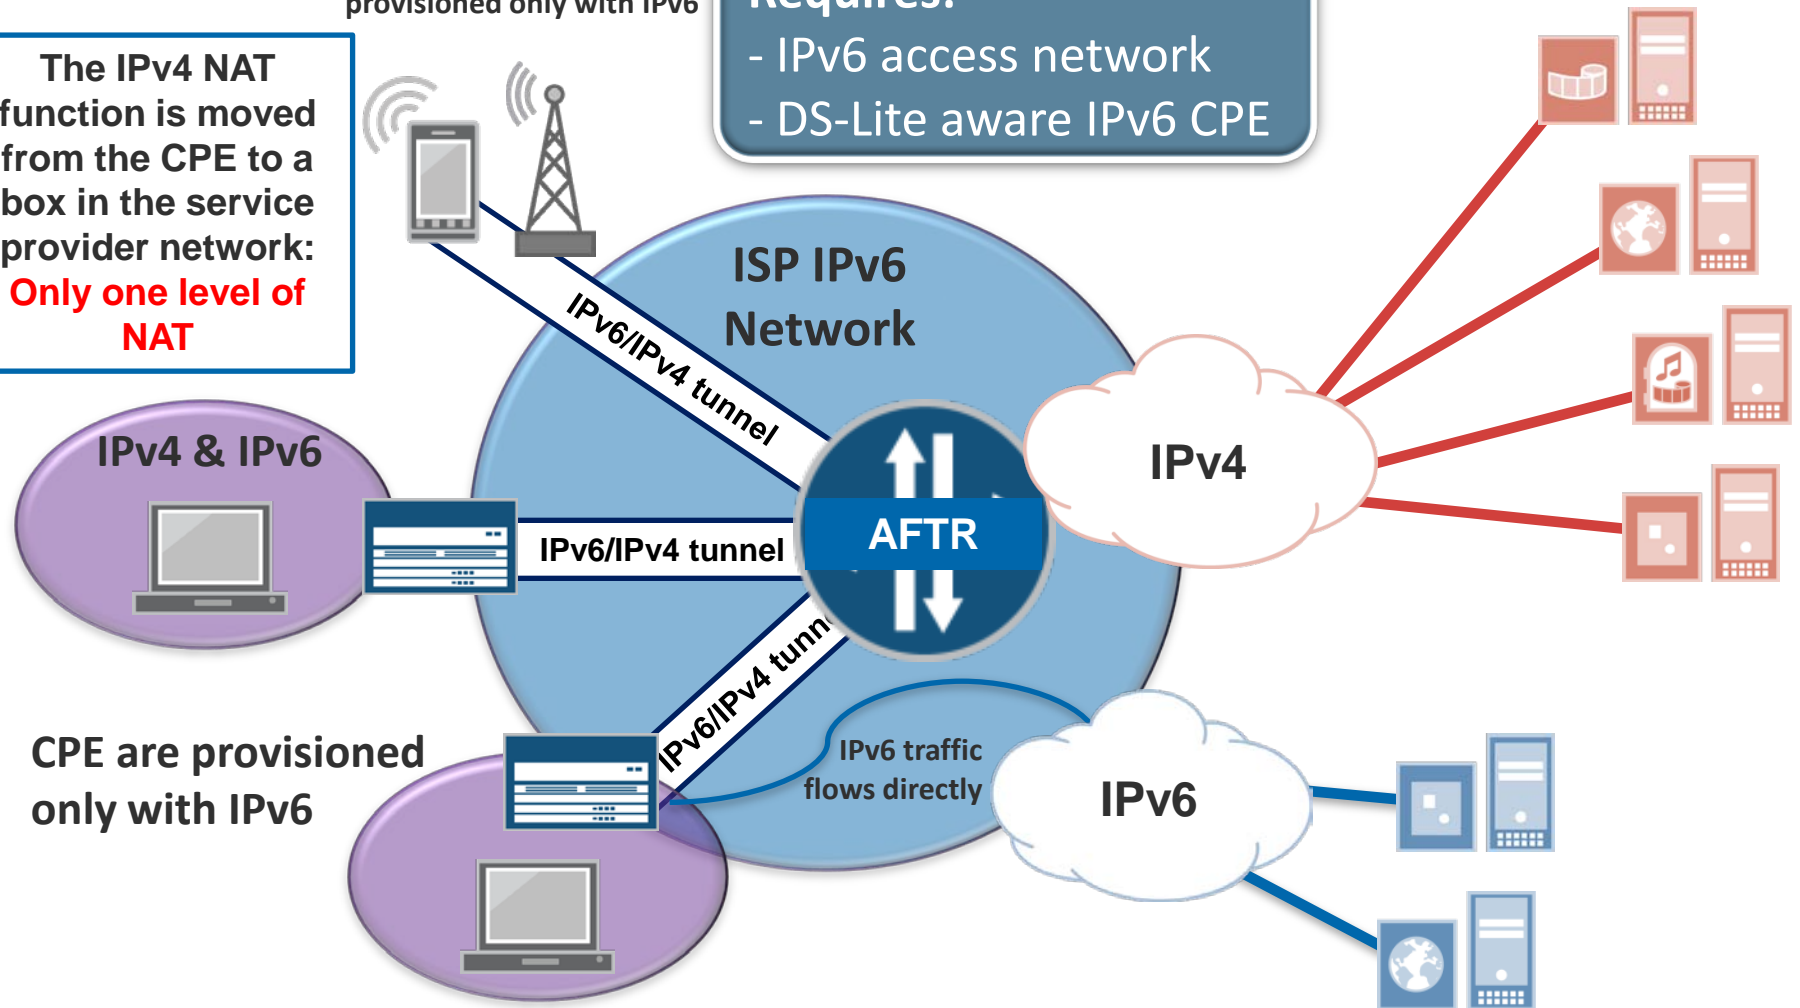 provisioned only with IPv6
Requires:
- IPv6 access network
- DS-Lite aware IPv6 CPE
The IPv4 NAT
function is moved
from the CPE to a
box in the service
provider network:
Only one level of
NAT
ISP IPv6
Network
IPv6/IPv4 tunnel
IPv4 & IPv6
IPv6/IPv4 tunnel
AFTR
IPv4
IPv6/IPv4 tunne
CPE are provisioned
only with IPv6
IPv6 traffic
flows directly
IPv6